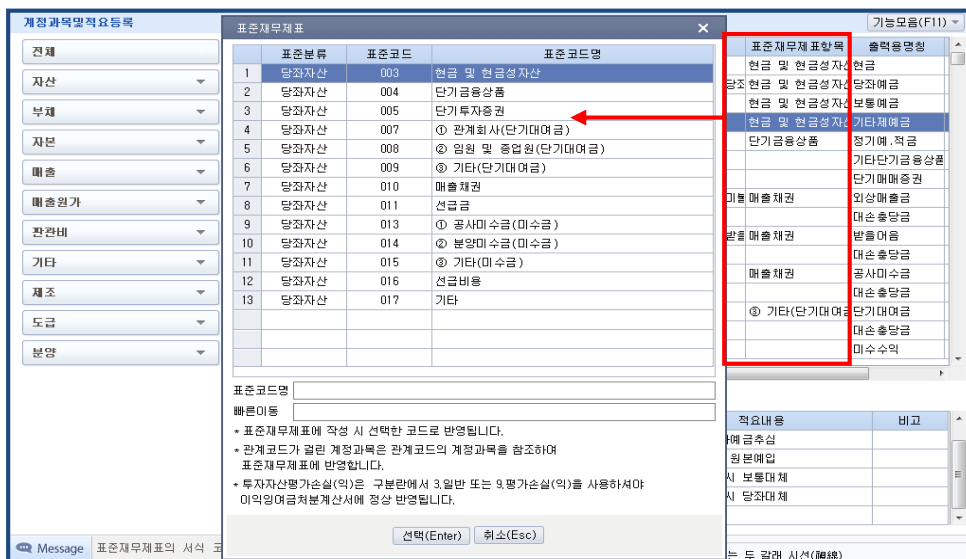 계정과목및적요등록
기능모음(F11)
전체
자산
부채
자본
매출
매출원가
판관비
기타
제조
도급
분양
표준재무제표
표준분류 표준코드 표준코드명
1 당좌자산 003 현금 및 현금성자산
2 당좌자산 004 단기금융상품
3 당좌자산 005 단기투자증권
4 당좌자산 007 ① 관계회사(단기대여금)
5 당좌자산 008 ② 임원 및 종업원(단기대여금)
6 당좌자산 009 ③ 기타(단기대여금)
7 당좌자산 010 매출채권
8 당좌자산 011 선급금
9 당좌자산 013 ① 공사미수금(미수금)
10 당좌자산 014 ② 분양미수금(미수금)
11 당좌자산 015 ③ 기타(미수금)
12 당좌자산 016 선급비용
13 당좌자산 017 기타
표준코드명
빠른이동
* 표준재무제표에 작성 시 선택한 코드로 반영됩니다.
* 관계코드가 걸린 계정과목은 관계코드의 계정과목을 참조하여
표준재무제표에 반영합니다.
* 투자자산평가손실(익)은 구분란에서 3.일반 또는 9.평가손실(익)을 사용하셔야
이익잉여금처분계산서에 정상 반영됩니다.
선택(Enter) 취소(Esc)
표준재무제표항목 출력용명칭
현금 및 현금성자산 현금
당좌 현금 및 현금성자산 당좌예금
현금 및 현금성자산 보통예금
현금 및 현금성자산 기타제예금
단기금융상품 정기예.적금
기타단기금융상품
단기매매증권
매출채권 외상매출금
대손충당금
받을 매출채권 받을어음
대손충당금
매출채권 공사미수금
대손충당금
③ 기타(단기대여금 단기대여금
대손충당금
미수수익
적요내용 비고
예금추심
원본예입
시 보통대체
시 당좌대체
Message 표준재무제표의 서식 코
는 두 갈래 시선(視線)